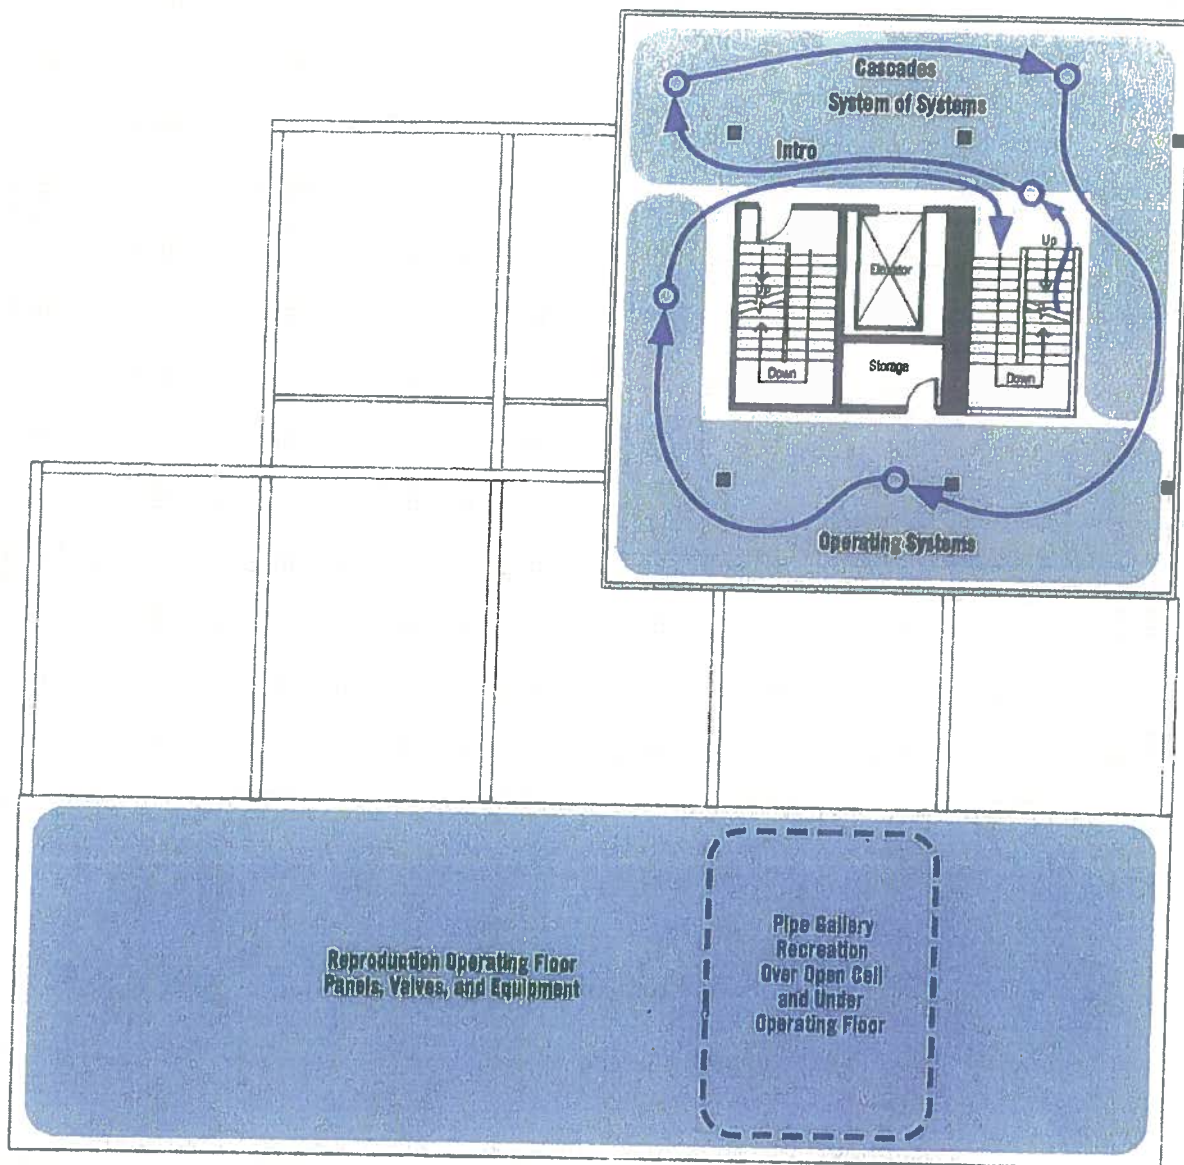 Cascades
System of Systems
Intro
Up
Elevator
Up
Storage
Down
Down
Operating Systems
Reproduction Operating Floor
Panels, Valves, and Equipment
Pipe Gallery
Recreation
Over Open Cell
and Under
Operating Floor